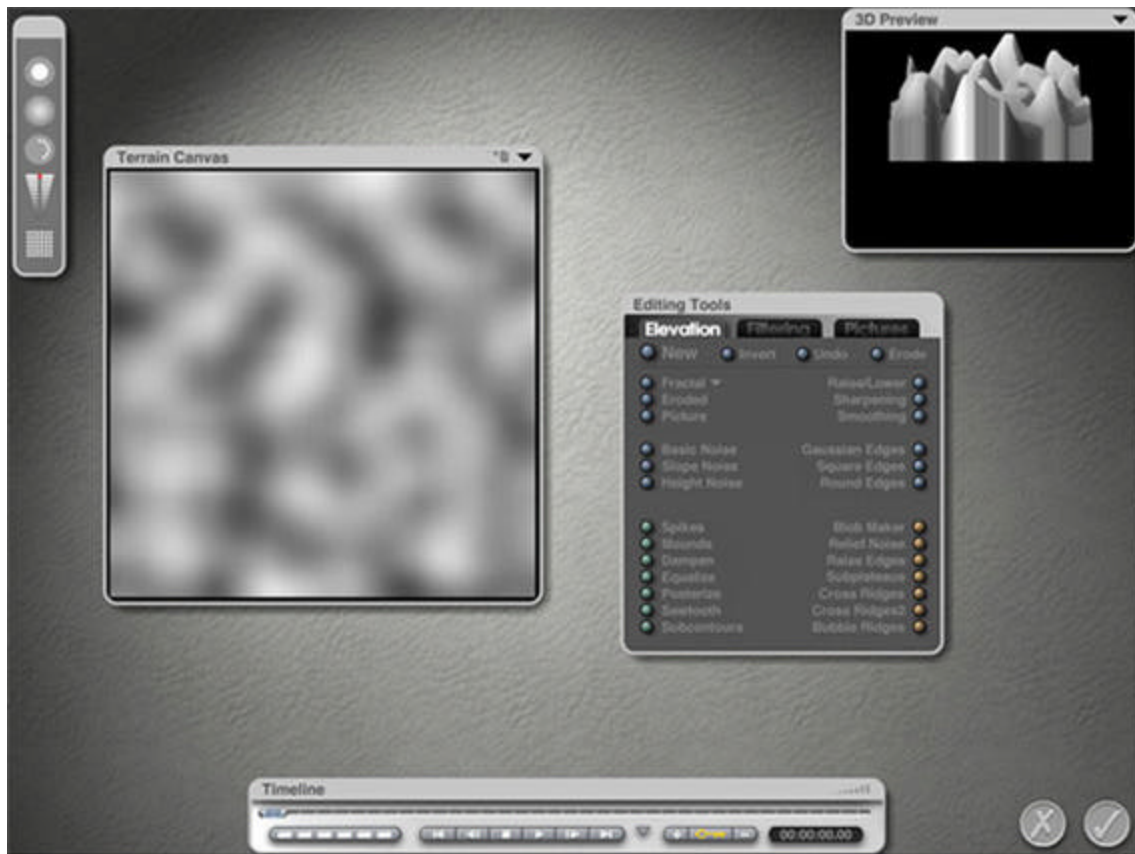 3D Preview
Terrain Canvas
Editing Tools
Elevation Filtering Pictures
New Invert Undo Erode
Fractal Raise/Lower
Eroded Sharpening
Picture Smoothing
Basic Noise Gaussian Edges
Slope Noise Square Edges
Height Noise Round Edges
Spikes Blob Maker
Mounds Relief Noise
Dampen Raise Edges
Equalize Subplateaus
Posterize Cross Ridges
Sawtooth Cross Ridges2
Subcontours Bubble Ridges
Timeline
00:00:00.00